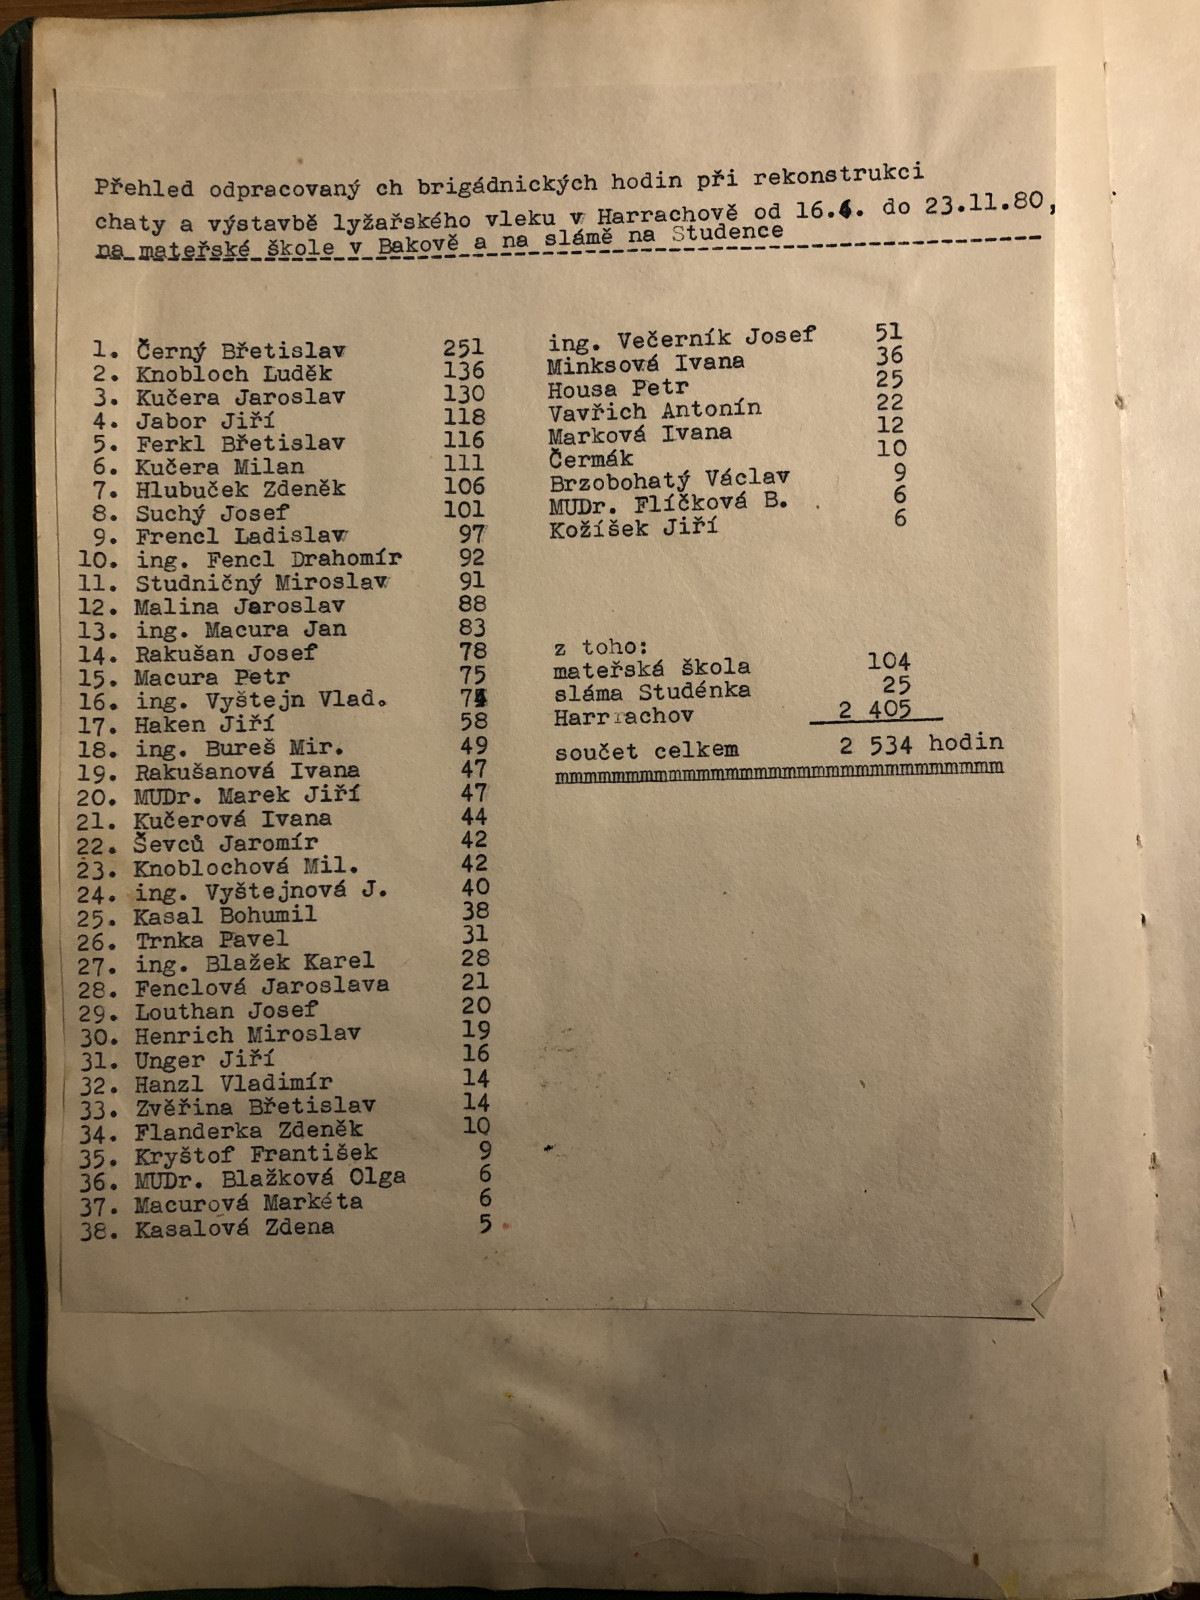 Přehled odpracovaný ch brigádnických hodin při rekonstrukci
chaty a výstavbě lyžařského vleku v Harrachově od 16.4. do 23.11.80,
na mateřské škole v Bakově a na slámě na Studence
1. Černý Břetislav 251
2. Knobloch Luděk 136
3. Kučera Jaroslav 130
4. Jabor Jiří 118
5. Ferkl Břetislav 116
6. Kučera Milan 111
7. Hlubuček Zdeněk 106
8. Suchý Josef 101
9. Frencl Ladislav 97
10. ing. Fencl Drahomír 92
11. Studničný Miroslav 91
12. Malina Jaroslav 88
13. ing. Macura Jan 83
14. Rakušan Josef 78
15. Macura Petr 75
16. ing. Vyštejn Vlad.
17. Haken Jiří 58
18. ing. Bureš Mir. 49
19. Rakušanová Ivana 47
20. MUDr. Marek Jiří 47
21. Kučerová Ivana 44
22. Ševců Jaromír 42
23. Knoblochová Mil. 42
24. ing. Vyštejnová J. 40
25. Kasal Bohumil 38
26. Trnka Pavel 31
27. ing. Blažek Karel 28
28. Fenclová Jaroslava 21
29. Louthan Josef 20
30. Henrich Miroslav 19
31. Unger Jiří 16
32. Hanzl Vladimír 14
33. Zvěřina Břetislav 14
34. Flanderka Zdeněk 10
35. Kryštof František 9
36. MUDr. Blažková Olga 6
37. Macurová Markéta 6
38. Kasalová Zdena 5
ing. Večerník Josef 51
Minksová Ivana 36
Housa Petr 25
Vavřich Antonín 22
Marková Ivana 12
Čermák 10
Brzobohatý Václav 9
MUDr. Flíčková B. 6
Kožíšek Jiří 6
z toho:
mateřská škola 104
sláma Studénka 25
Harrrachov 2 405
součet celkem 2 534 hodin
mmmmmmmmmmmmmmmmmmmmmmmmmmmmmmm